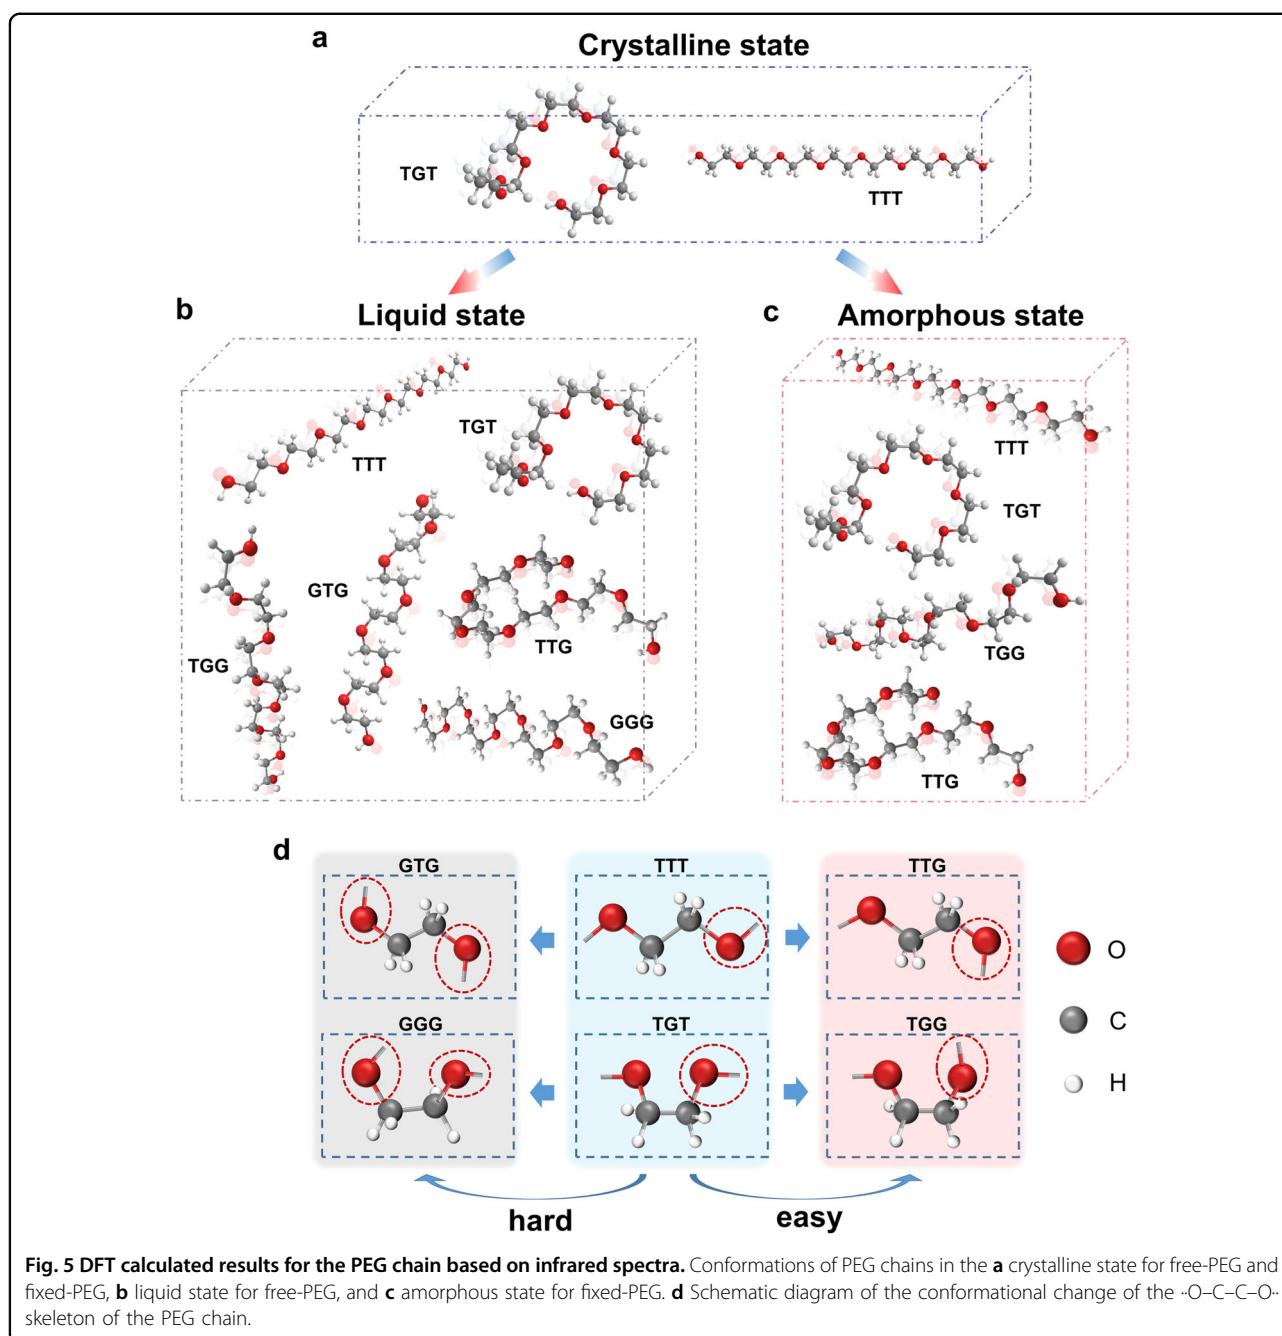 a
Crystalline state
TGT
TTT
b
Liquid state
TTT
TGT
GTG
TGG
TTG
GGG
c
Amorphous state
TTT
TGT
TGG
TTG
d
GTG
TTT
TTG
GGG
TGT
TGG
O
C
H
hard
easy
Fig. 5 DFT calculated results for the PEG chain based on infrared spectra. Conformations of PEG chains in the a crystalline state for free-PEG and
fixed-PEG, b liquid state for free-PEG, and c amorphous state for fixed-PEG. d Schematic diagram of the conformational change of the ··O–C–C–O··
skeleton of the PEG chain.